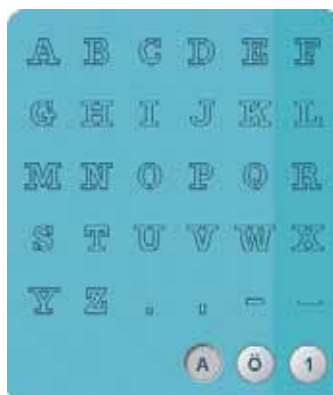 A B C D E F
G H I J K L
M N O P Q R
S T U V W X
Y Z . , - _
A Ö 1